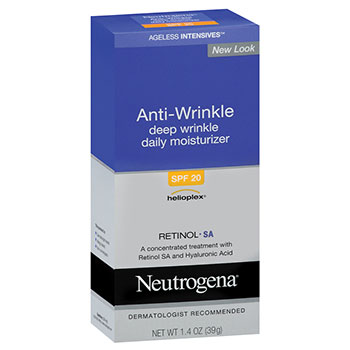 AGELESS INTENSIVES™
New Look
Anti-Wrinkle
deep wrinkle
daily moisturizer
SPF 20
helioplex®
RETINOL • SA
A concentrated treatment with
Retinol SA and Hyaluronic Acid
Neutrogena®
DERMATOLOGIST RECOMMENDED
NET WT 1.4 OZ (39g)